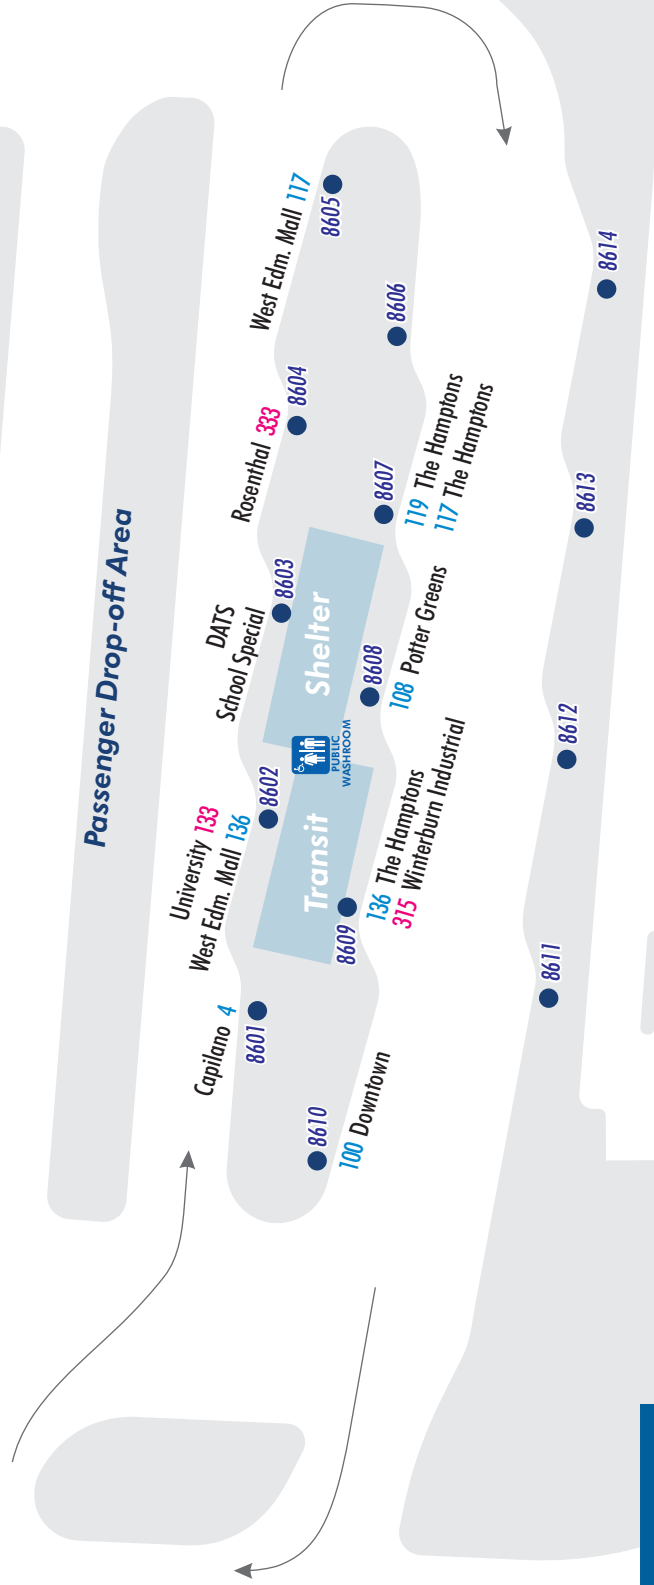 Passenger Drop-off Area
West Edm. Mall 117
8605
8606
8614
Rosenthal 333
8604
8607
119 The Hamptons
117 The Hamptons
8613
DATS
School Special
8603
Shelter
8608
108 Potter Greens
PUBLIC
WASHROOM
8612
University 133
West Edm. Mall 136
8602
Transit
8609
136 The Hamptons
315 Winterburn Industrial
8611
Capilano 4
8601
8610
100 Downtown